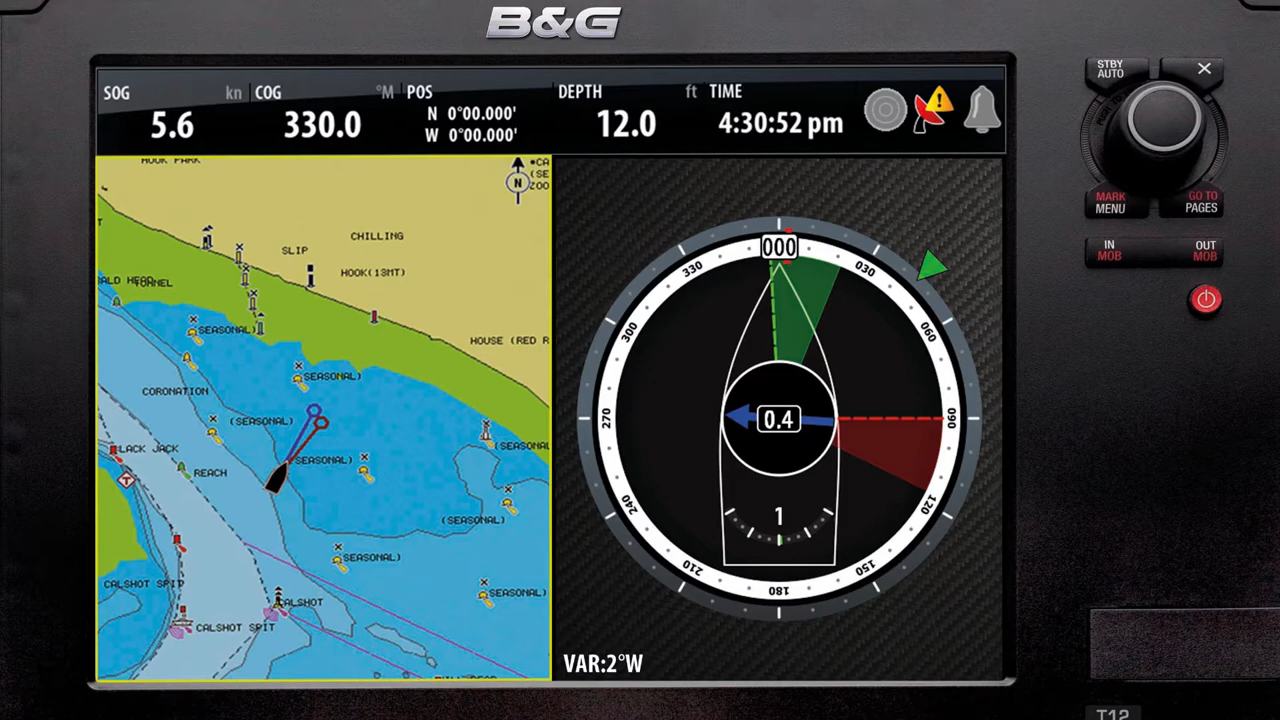 B&G
SOG kn COG °M POS DEPTH ft TIME
5.6 330.0 N 0°00.000' W 0°00.000' 12.0 4:30:52 pm
STBY
AUTO
MARK
MENU
GO TO
PAGES
IN
MOB
OUT
MOB
N
CHILLING
SLIP
HOOK(13MT)
HOUSE (RED R
(SEASONAL)
(SEASONAL)
CORONATION
(SEASONAL)
(SEASONAL)
(SEASONAL
LACK JACK
REACH
(SEASONAL)
(SEASONAL)
(SEASONAL)
CALSHOT SPIT
CALSHOT
CALSHOT SPIT
000
030
060
090
120
150
180
210
240
270
300
330
0.4
1
VAR:2°W
T12